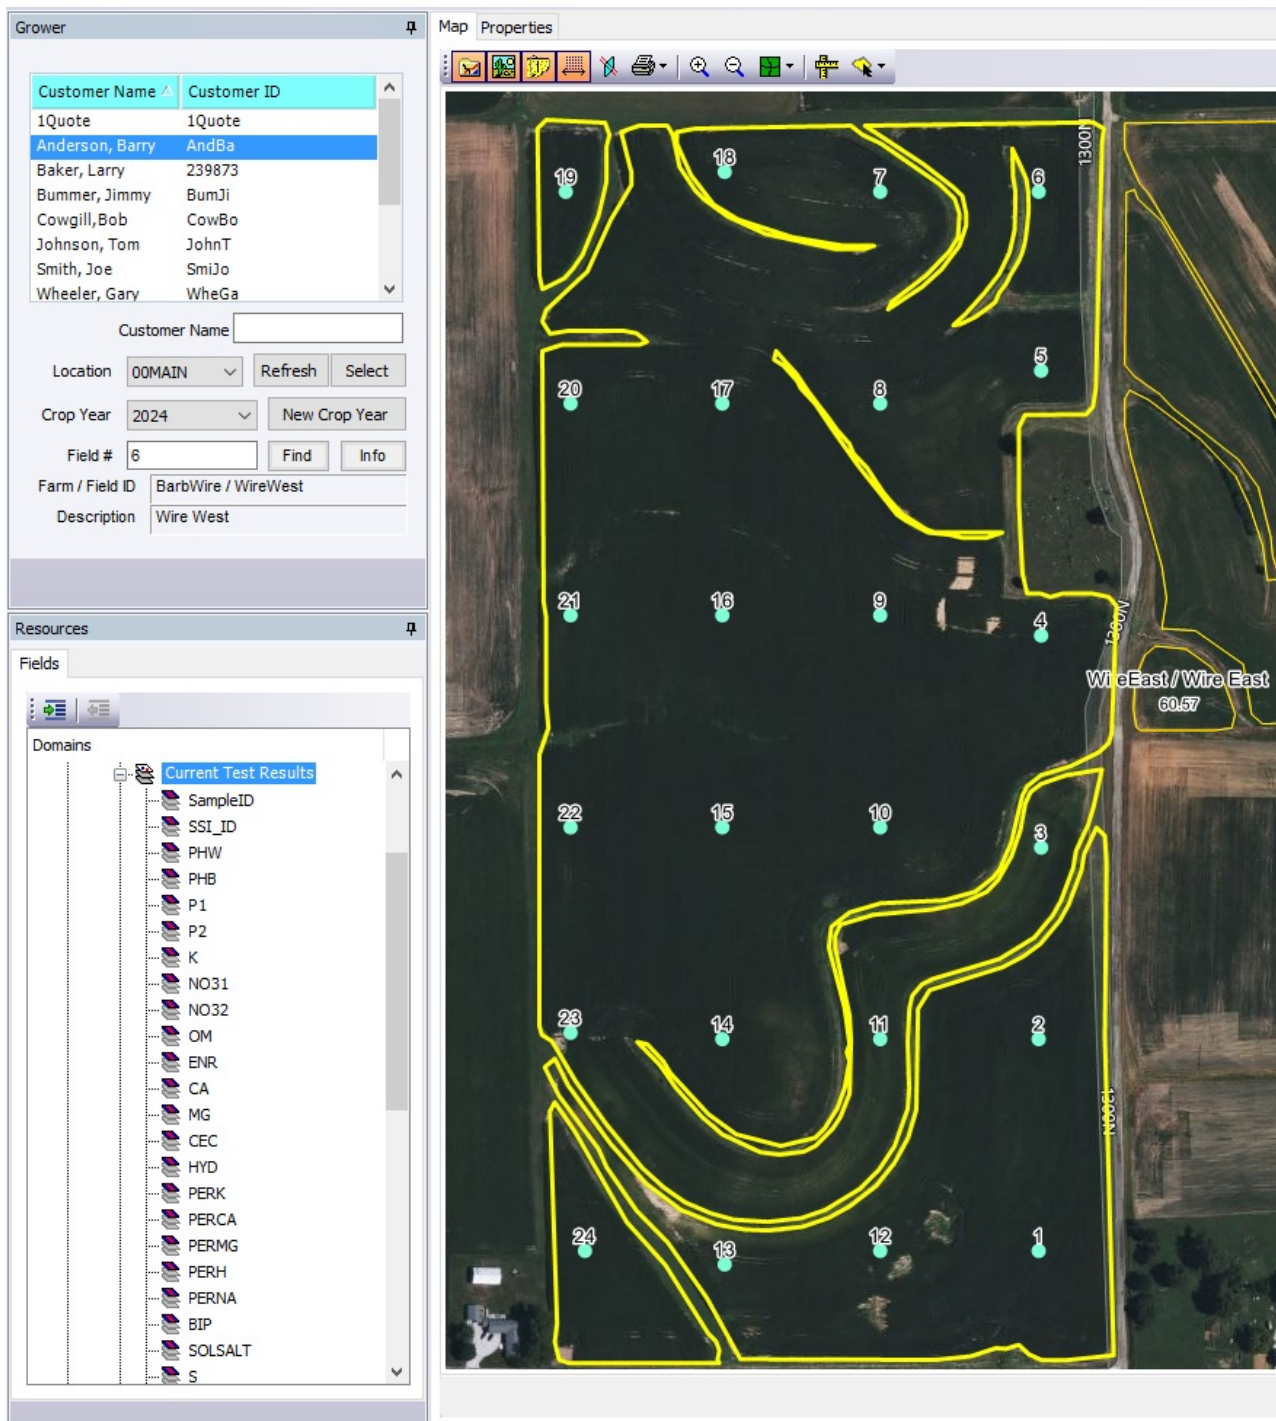 Grower
Customer Name Customer ID
1Quote 1Quote
Anderson, Barry AndBa
Baker, Larry 239873
Bummer, Jimmy BumJi
Cowgill,Bob CowBo
Johnson, Tom JohnT
Smith, Joe SmiJo
Wheeler, Gary WheGa
Customer Name
Location 00MAIN Refresh Select
Crop Year 2024 New Crop Year
Field # 6 Find Info
Farm / Field ID BarbWire / WireWest
Description Wire West
Resources
Fields
Domains
Current Test Results
SampleID
SSI_ID
PHW
PHB
P1
P2
K
NO31
NO32
OM
ENR
CA
MG
CEC
HYD
PERK
PERCA
PERMG
PERH
PERNA
BIP
SOLSALT
S
Map Properties
1300N
19 18 7 6
5
20 17 8
21 16 9
4
1300N
WireEast / Wire East
60.57
22 15 10
3
23 14 11 2
1300N
24 13 12 1